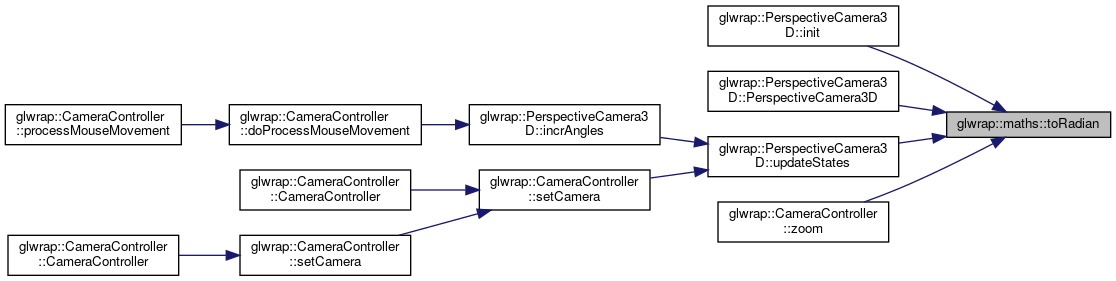 glwrap::PerspectiveCamera3
D::init
glwrap::PerspectiveCamera3
D::PerspectiveCamera3D
glwrap::maths::toRadian
glwrap::CameraController
::processMouseMovement
glwrap::CameraController
::doProcessMouseMovement
glwrap::PerspectiveCamera3
D::incrAngles
glwrap::PerspectiveCamera3
D::updateStates
glwrap::CameraController
::CameraController
glwrap::CameraController
::setCamera
glwrap::CameraController
::zoom
glwrap::CameraController
::CameraController
glwrap::CameraController
::setCamera